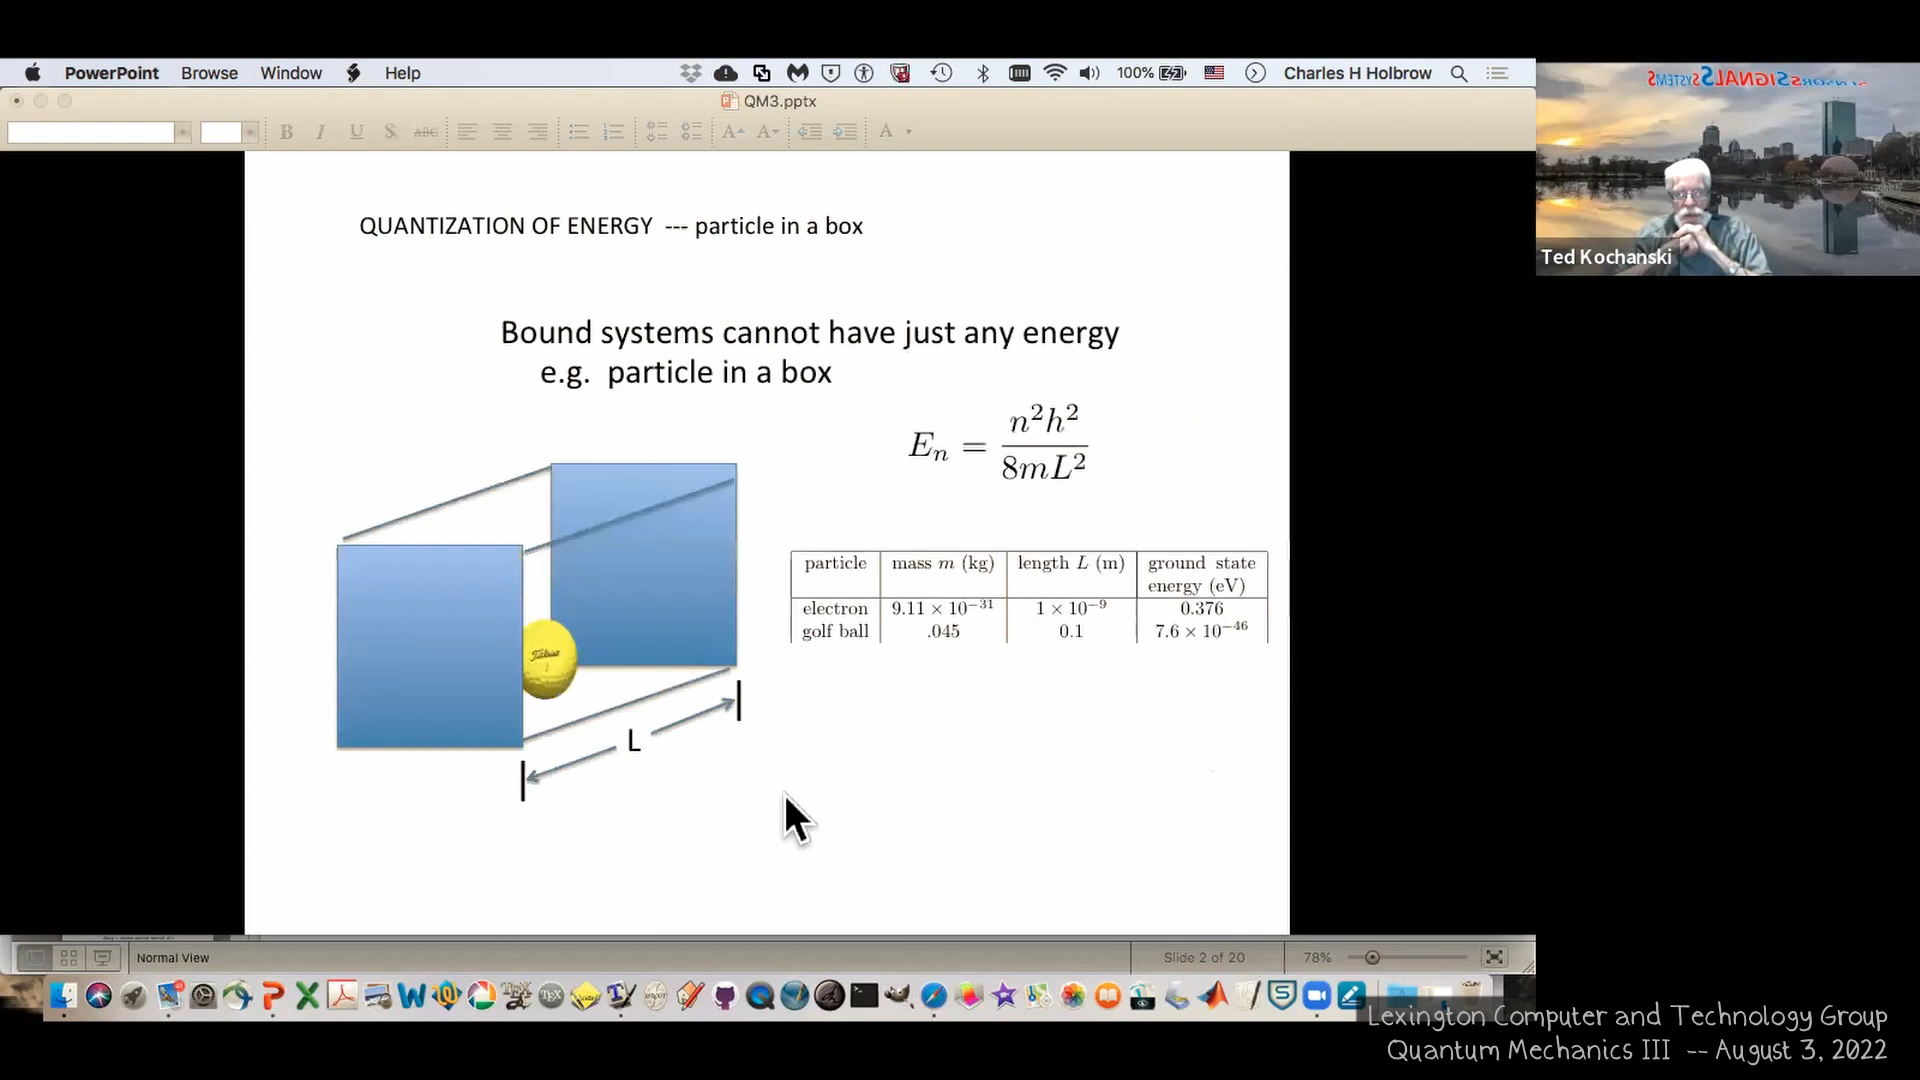 PowerPoint Browse Window Help 100% Charles H Holbrow
QM3.pptx
B I U S ABC A A A
QUANTIZATION OF ENERGY --- particle in a box
Bound systems cannot have just any energy
e.g. particle in a box
Eₙ = n²h² / 8mL²
particle mass m (kg) length L (m) ground state energy (eV)
electron 9.11 × 10⁻³¹ 1 × 10⁻⁹ 0.376
golf ball .045 0.1 7.6 × 10⁻⁴⁶
Titleist
L
Normal View Slide 2 of 20 78%
Ted Kochanski
Lexington Computer and Technology Group
Quantum Mechanics III -- August 3, 2022